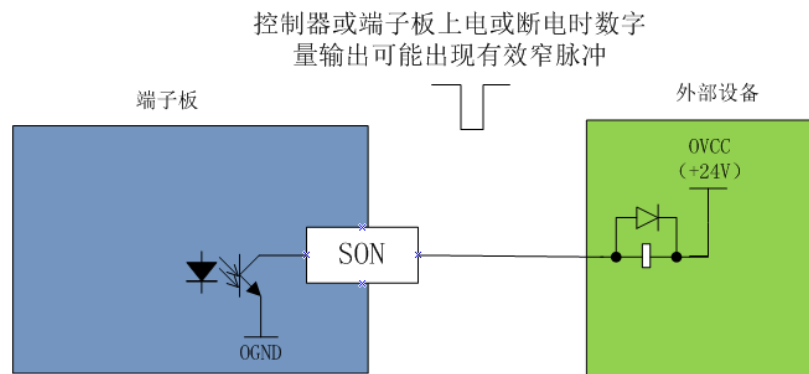 控制器或端子板上电或断电时数字
量输出可能出现有效窄脉冲
端子板
外部设备
OVCC
(+24V)
SON
OGND